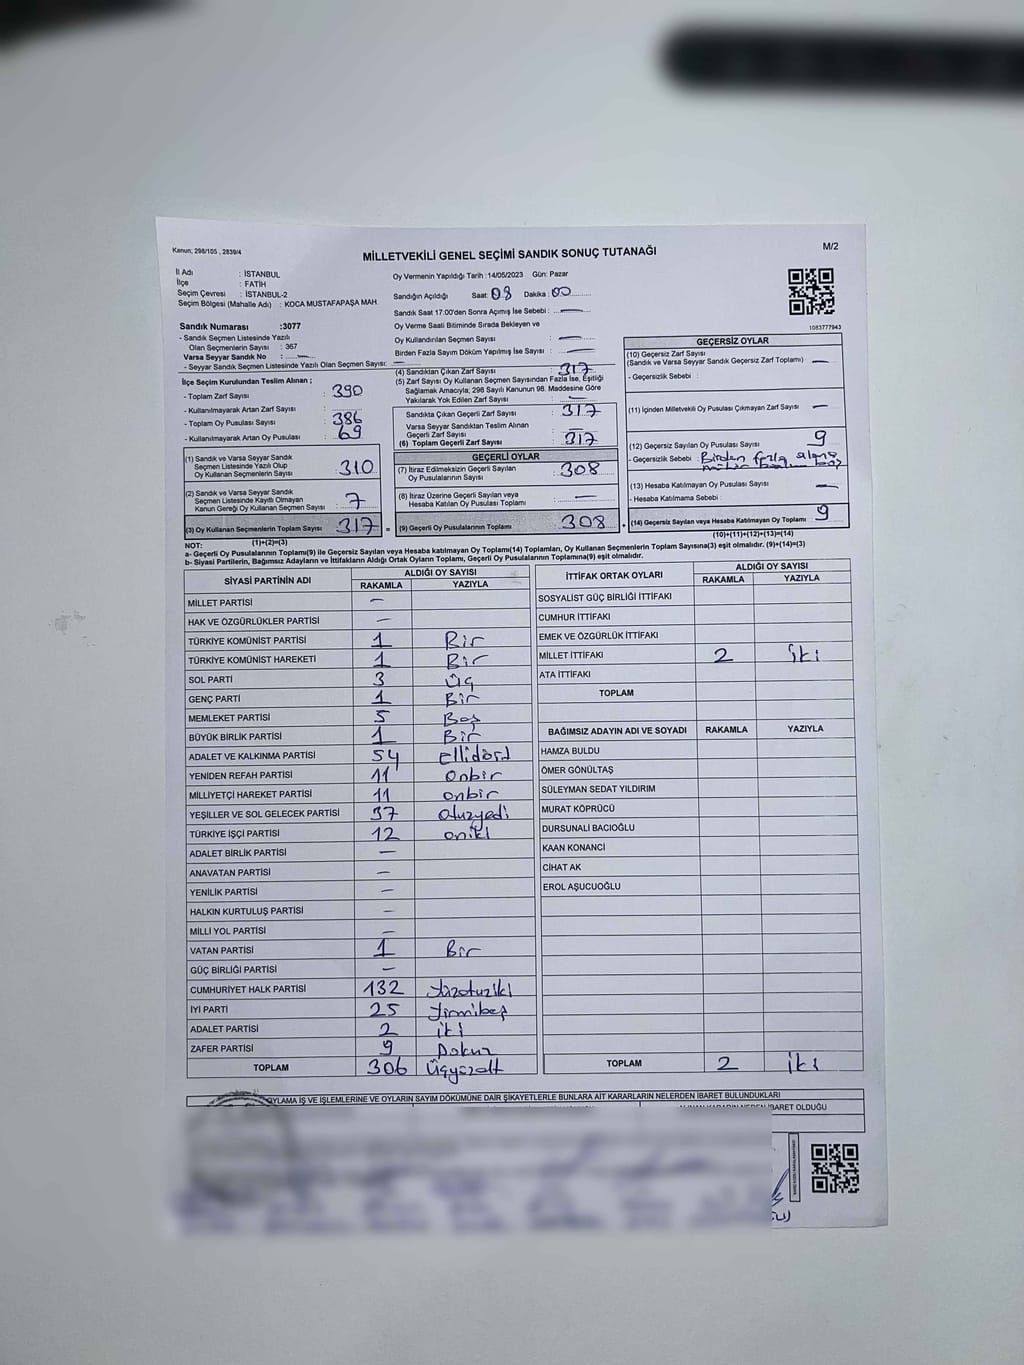 Kanun; 298/105 , 2839/4
MİLLETVEKİLİ GENEL SEÇİMİ SANDIK SONUÇ TUTANAĞI
M/2
İl Adı : İSTANBUL
İlçe : FATİH
Seçim Çevresi : İSTANBUL-2
Seçim Bölgesi (Mahalle Adı) : KOCA MUSTAFAPAŞA MAH.
Sandık Numarası :3077
- Sandık Seçmen Listesinde Yazılı
Olan Seçmenlerin Sayısı : 367
Varsa Seyyar Sandık No : —
- Seyyar Sandık Seçmen Listesinde Yazılı Olan Seçmen Sayısı: —
İlçe Seçim Kurulundan Teslim Alınan ;
- Toplam Zarf Sayısı : 390
- Kullanılmayarak Artan Zarf Sayısı :
- Toplam Oy Pusulası Sayısı : 386
- Kullanılmayarak Artan Oy Pusulası : 69
(1) Sandık ve Varsa Seyyar Sandık
Seçmen Listesinde Yazılı Olup
Oy Kullanan Seçmenlerin Sayısı : 310
(2) Sandık ve Varsa Seyyar Sandık
Seçmen Listesinde Kayıtlı Olmayan
Kanun Gereği Oy Kullanan Seçmen Sayısı : 7
(3) Oy Kullanan Seçmenlerin Toplam Sayısı : 317 =
(1)+(2)=(3)
Oy Vermenin Yapıldığı Tarih :14/05/2023 Gün: Pazar
Sandığın Açıldığı Saat: 08 Dakika : 00
Sandık Saat 17:00'den Sonra Açılmış İse Sebebi : —
Oy Verme Saati Bitiminde Sırada Bekleyen ve
Oy Kullandırılan Seçmen Sayısı : —
Birden Fazla Sayım Döküm Yapılmış İse Sayısı : —
(4) Sandıktan Çıkan Zarf Sayısı : 317
(5) Zarf Sayısı Oy Kullanan Seçmen Sayısından Fazla İse, Eşitliği
Sağlamak Amacıyla; 298 Sayılı Kanunun 98. Maddesine Göre
Yakılarak Yok Edilen Zarf Sayısı : —
Sandıkta Çıkan Geçerli Zarf Sayısı : 317
Varsa Seyyar Sandıktan Teslim Alınan
Geçerli Zarf Sayısı : —
(6) Toplam Geçerli Zarf Sayısı : 317
GEÇERLİ OYLAR
(7) İtiraz Edilmeksizin Geçerli Sayılan
Oy Pusulalarının Sayısı : 308
(8) İtiraz Üzerine Geçerli Sayılan veya
Hesaba Katılan Oy Pusulası Toplamı : —
(9) Geçerli Oy Pusulalarının Toplamı : 308 +
1083777943
GEÇERSİZ OYLAR
(10) Geçersiz Zarf Sayısı
(Sandık ve Varsa Seyyar Sandık Geçersiz Zarf Toplamı) : —
- Geçersizlik Sebebi :
(11) İçinden Milletvekili Oy Pusulası Çıkmayan Zarf Sayısı : —
(12) Geçersiz Sayılan Oy Pusulası Sayısı : 9
- Geçersizlik Sebebi : Birden fazla alana
(13) Hesaba Katılmayan Oy Pusulası Sayısı : —
- Hesaba Katılmama Sebebi :
(14) Geçersiz Sayılan veya Hesaba Katılmayan Oy Toplamı : 9
(10)+(11)+(12)+(13)=(14)
NOT:
a- Geçerli Oy Pusulalarının Toplamı(9) ile Geçersiz Sayılan veya Hesaba katılmayan Oy Toplamı(14) Toplamları, Oy Kullanan Seçmenlerin Toplam Sayısına(3) eşit olmalıdır. (9)+(14)=(3)
b- Siyasi Partilerin, Bağımsız Adayların ve İttifakların Aldığı Ortak Oyların Toplamı, Geçerli Oy Pusulalarının Toplamına(9) eşit olmalıdır.
SİYASİ PARTİNİN ADI ALDIĞI OY SAYISI
RAKAMLA YAZIYLA
MİLLET PARTİSİ —
HAK VE ÖZGÜRLÜKLER PARTİSİ —
TÜRKİYE KOMÜNİST PARTİSİ 1 Bir
TÜRKİYE KOMÜNİST HAREKETİ 1 Bir
SOL PARTİ 3 üç
GENÇ PARTİ 1 Bir
MEMLEKET PARTİSİ 5 Beş
BÜYÜK BİRLİK PARTİSİ 1 Bir
ADALET VE KALKINMA PARTİSİ 54 ellidörd
YENİDEN REFAH PARTİSİ 11 onbir
MİLLİYETÇİ HAREKET PARTİSİ 11 onbir
YEŞİLLER VE SOL GELECEK PARTİSİ 37 otuzyedi
TÜRKİYE İŞÇİ PARTİSİ 12 oniki
ADALET BİRLİK PARTİSİ —
ANAVATAN PARTİSİ —
YENİLİK PARTİSİ —
HALKIN KURTULUŞ PARTİSİ —
MİLLİ YOL PARTİSİ —
VATAN PARTİSİ 1 Bir
GÜÇ BİRLİĞİ PARTİSİ —
CUMHURİYET HALK PARTİSİ 132 Yüzotuziki
İYİ PARTİ 25 Yirmibeş
ADALET PARTİSİ 2 iki
ZAFER PARTİSİ 9 Dokuz
TOPLAM 306 Üçyüzaltı
İTTİFAK ORTAK OYLARI ALDIĞI OY SAYISI
RAKAMLA YAZIYLA
SOSYALİST GÜÇ BİRLİĞİ İTTİFAKI
CUMHUR İTTİFAKI
EMEK VE ÖZGÜRLÜK İTTİFAKI
MİLLET İTTİFAKI 2 iki
ATA İTTİFAKI
TOPLAM
BAĞIMSIZ ADAYIN ADI VE SOYADI RAKAMLA YAZIYLA
HAMZA BULDU
ÖMER GÖNÜLTAŞ
SÜLEYMAN SEDAT YILDIRIM
MURAT KÖPRÜCÜ
DURSUNALİ BACIOĞLU
KAAN KONANCİ
CİHAT AK
EROL AŞUCUOĞLU
TOPLAM 2 iki
OYLAMA İŞ VE İŞLEMLERİNE VE OYLARIN SAYIM DÖKÜMÜNE DAİR ŞİKAYETLERLE BUNLARA AİT KARARLARIN NELERDEN İBARET BULUNDUKLARI
İBARET OLDUĞU